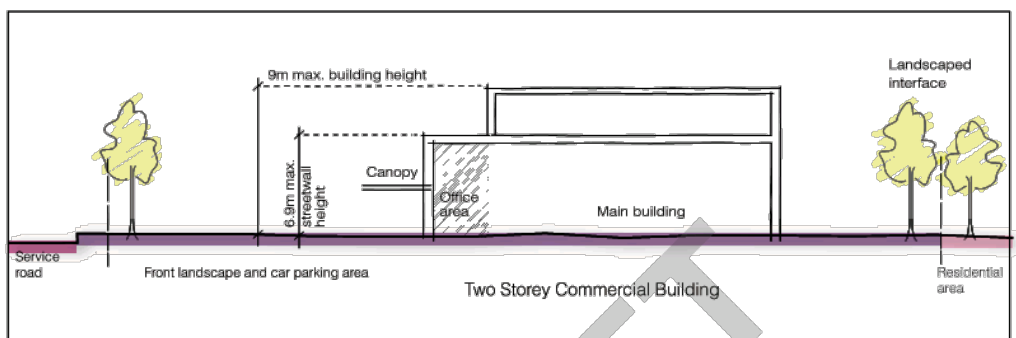 9m max. building height
Landscaped
interface
6.9m max.
streetwall
height
Canopy
Office
area
Main building
Service
road
Front landscape and car parking area
Residential
area
Two Storey Commercial Building